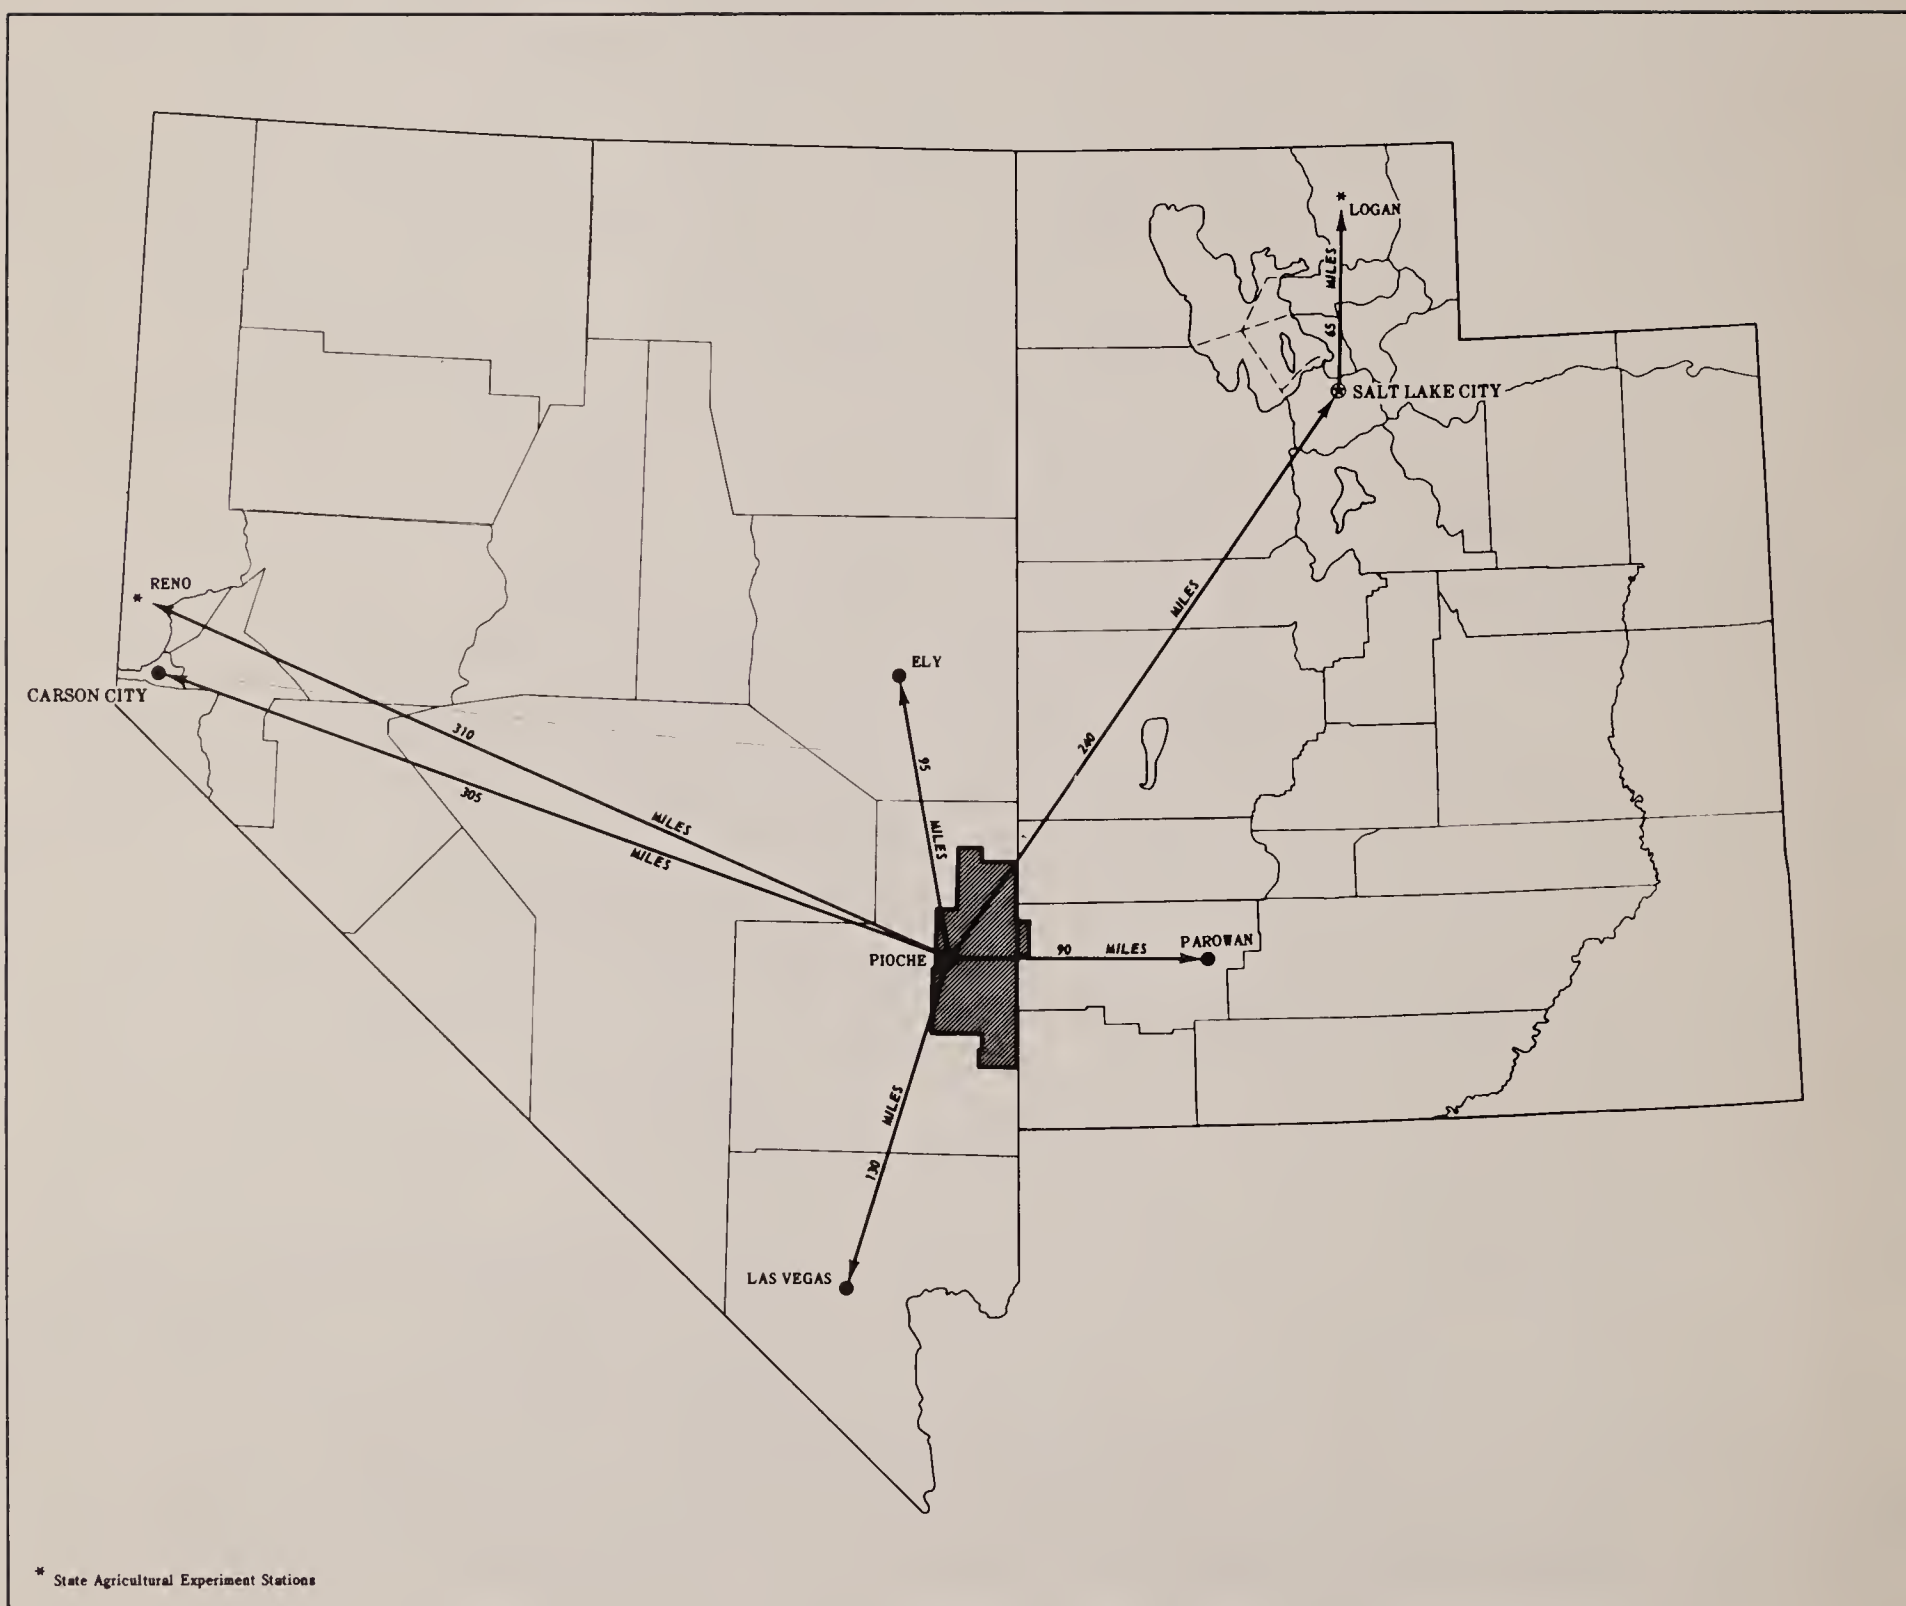 * 
LOGAN
65 MILES
SALT LAKE CITY
* RENO
CARSON CITY
ELY
240 MILES
310 MILES
305 MILES
95 MILES
PIOCHE
90 MILES
PAROWAN
130 MILES
LAS VEGAS
* State Agricultural Experiment Stations